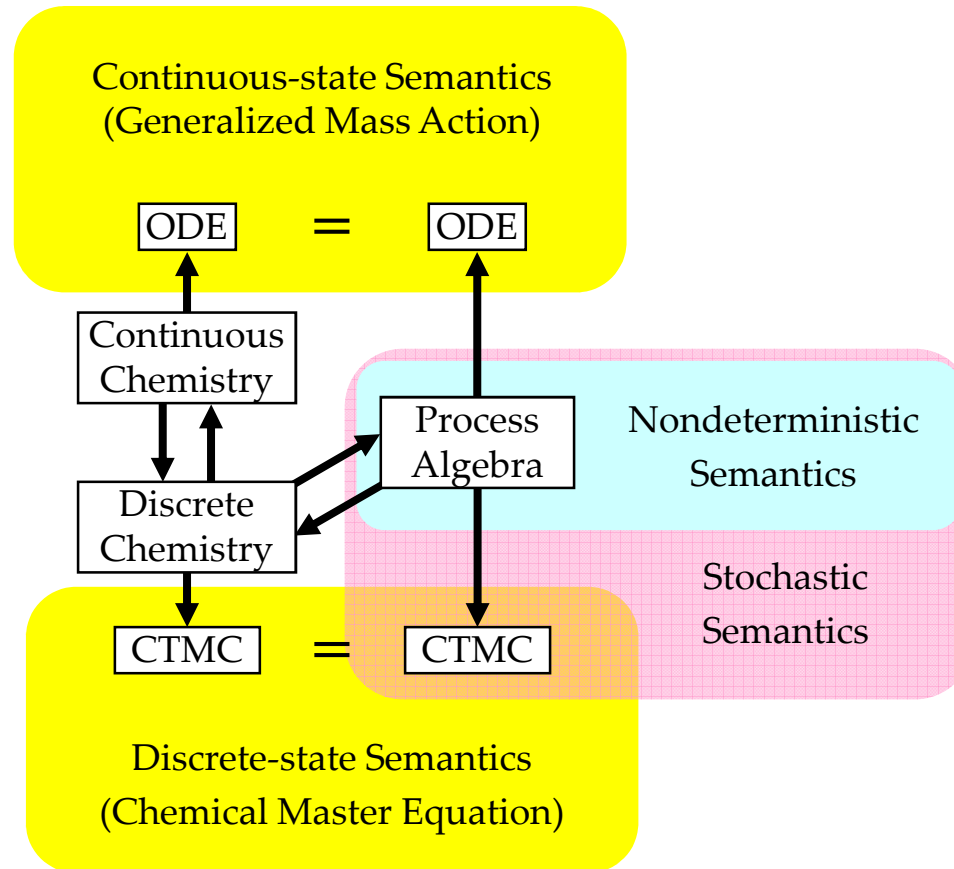 Continuous-state Semantics
(Generalized Mass Action)
ODE = ODE
Continuous
Chemistry
Process
Algebra
Nondeterministic
Semantics
Discrete
Chemistry
Stochastic
Semantics
CTMC = CTMC
Discrete-state Semantics
(Chemical Master Equation)